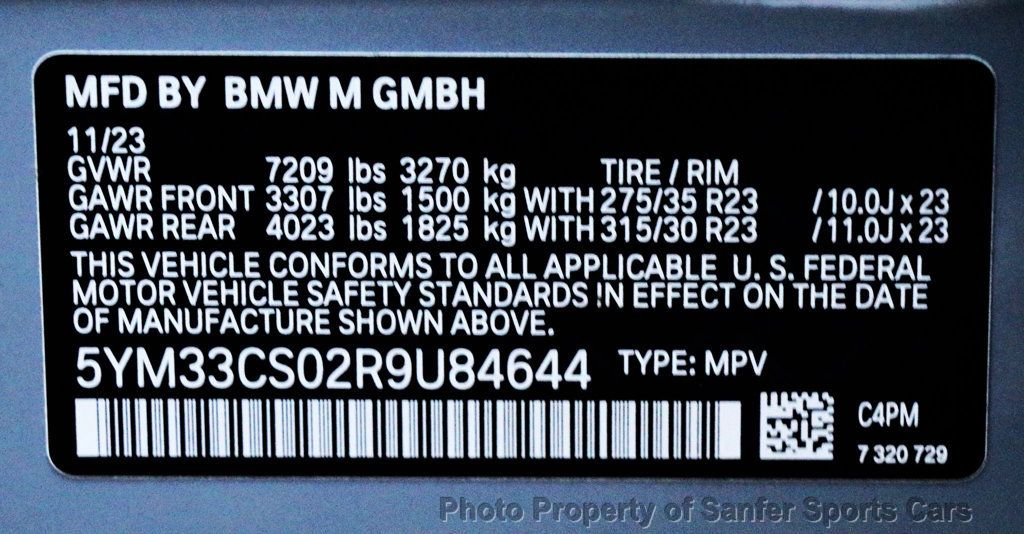 MFD BY BMW M GMBH
11/23
GVWR 7209 lbs 3270 kg TIRE / RIM
GAWR FRONT 3307 lbs 1500 kg WITH 275/35 R23 /10.0J x 23
GAWR REAR 4023 lbs 1825 kg WITH 315/30 R23 /11.0J x 23
THIS VEHICLE CONFORMS TO ALL APPLICABLE U. S. FEDERAL
MOTOR VEHICLE SAFETY STANDARDS IN EFFECT ON THE DATE
OF MANUFACTURE SHOWN ABOVE.
5YM33CS02R9U84644 TYPE: MPV
C4PM
7 320 729
Photo Property of Sanfer Sports Cars